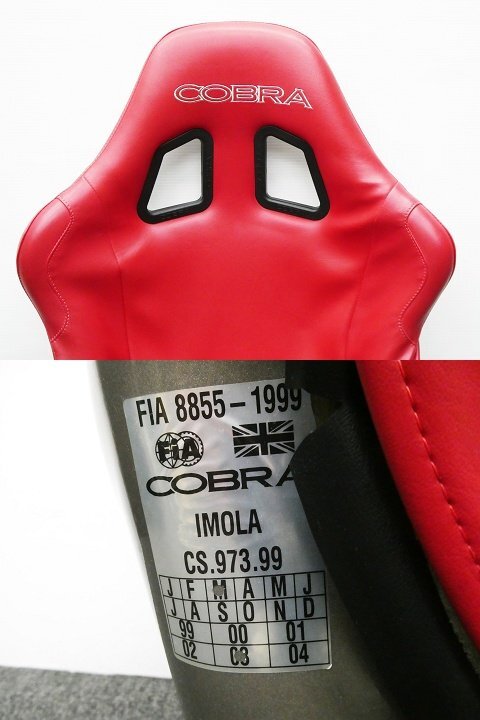 COBRA
FIA 8855-1999
FIA
COBRA
IMOLA
CS.973.99
J F M A M J
J A S O N D
99 00 01
02 03 04